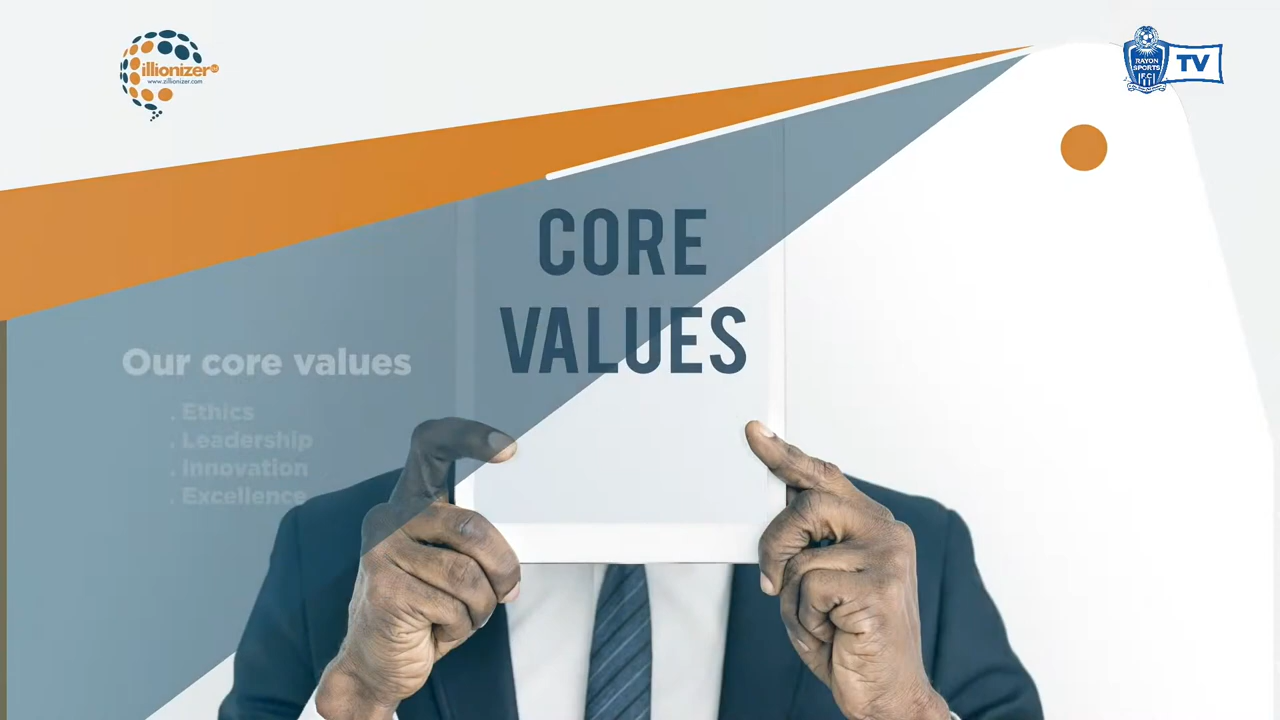 illionizer
www.zillionizer.com
RAYON
SPORTS
F.C
TV
CORE
VALUES
Our core values
. Ethics
. Leadership
. Innovation
. Excellence